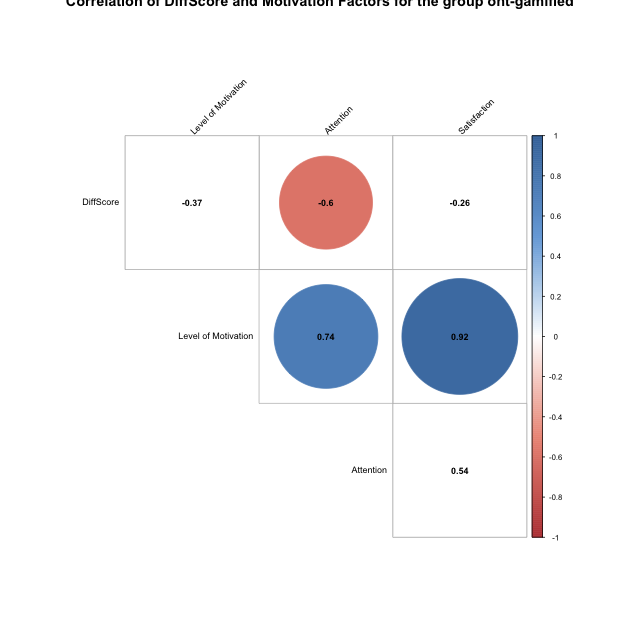 Correlation of DiffScore and Motivation Factors for the group ont-gamified
Level of Motivation
Attention
Satisfaction
DiffScore
-0.37
-0.6
-0.26
Level of Motivation
0.74
0.92
Attention
0.54
1
0.8
0.6
0.4
0.2
0
-0.2
-0.4
-0.6
-0.8
-1